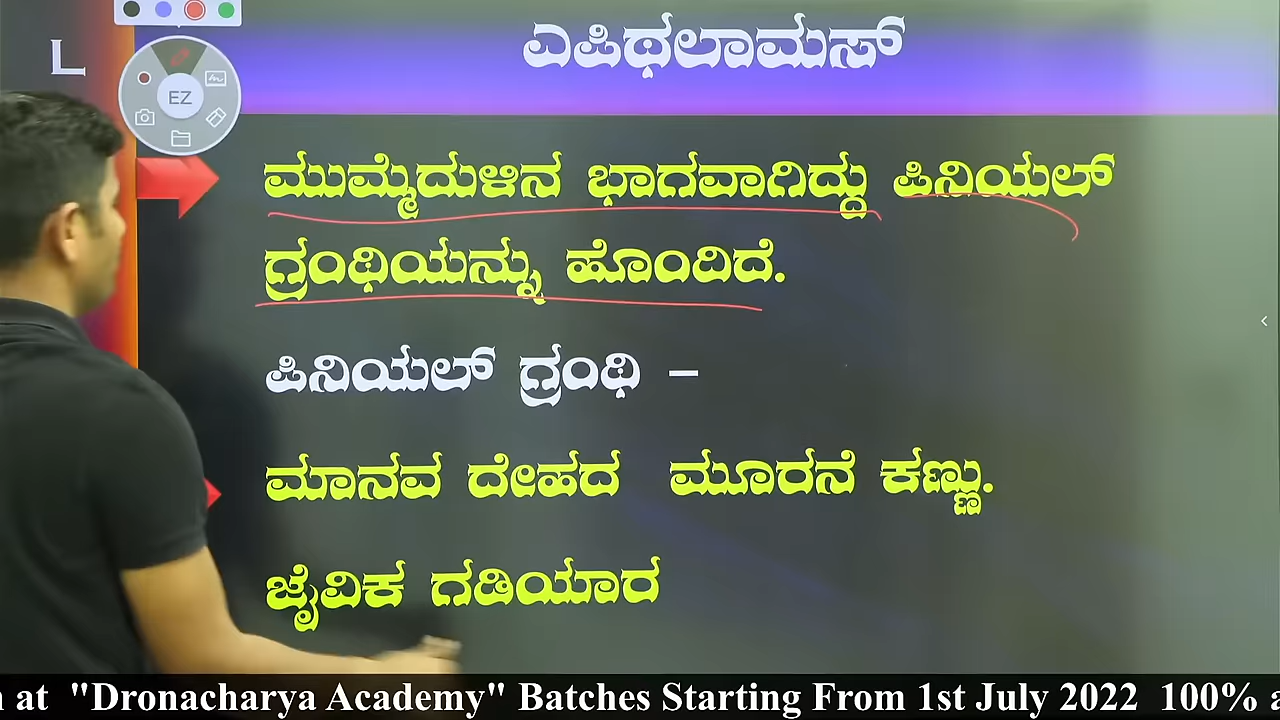 ಎಪಿಥಲಾಮಸ್
L
EZ
ಮುಮ್ಮೆದುಳಿನ ಭಾಗವಾಗಿದ್ದು ಪಿನಿಯಲ್
ಗ್ರಂಥಿಯನ್ನು ಹೊಂದಿದೆ.
ಪಿನಿಯಲ್ ಗ್ರಂಥಿ –
ಮಾನವ ದೇಹದ ಮೂರನೆ ಕಣ್ಣು.
ಜೈವಿಕ ಗಡಿಯಾರ
at "Dronacharya Academy" Batches Starting From 1st July 2022 100%